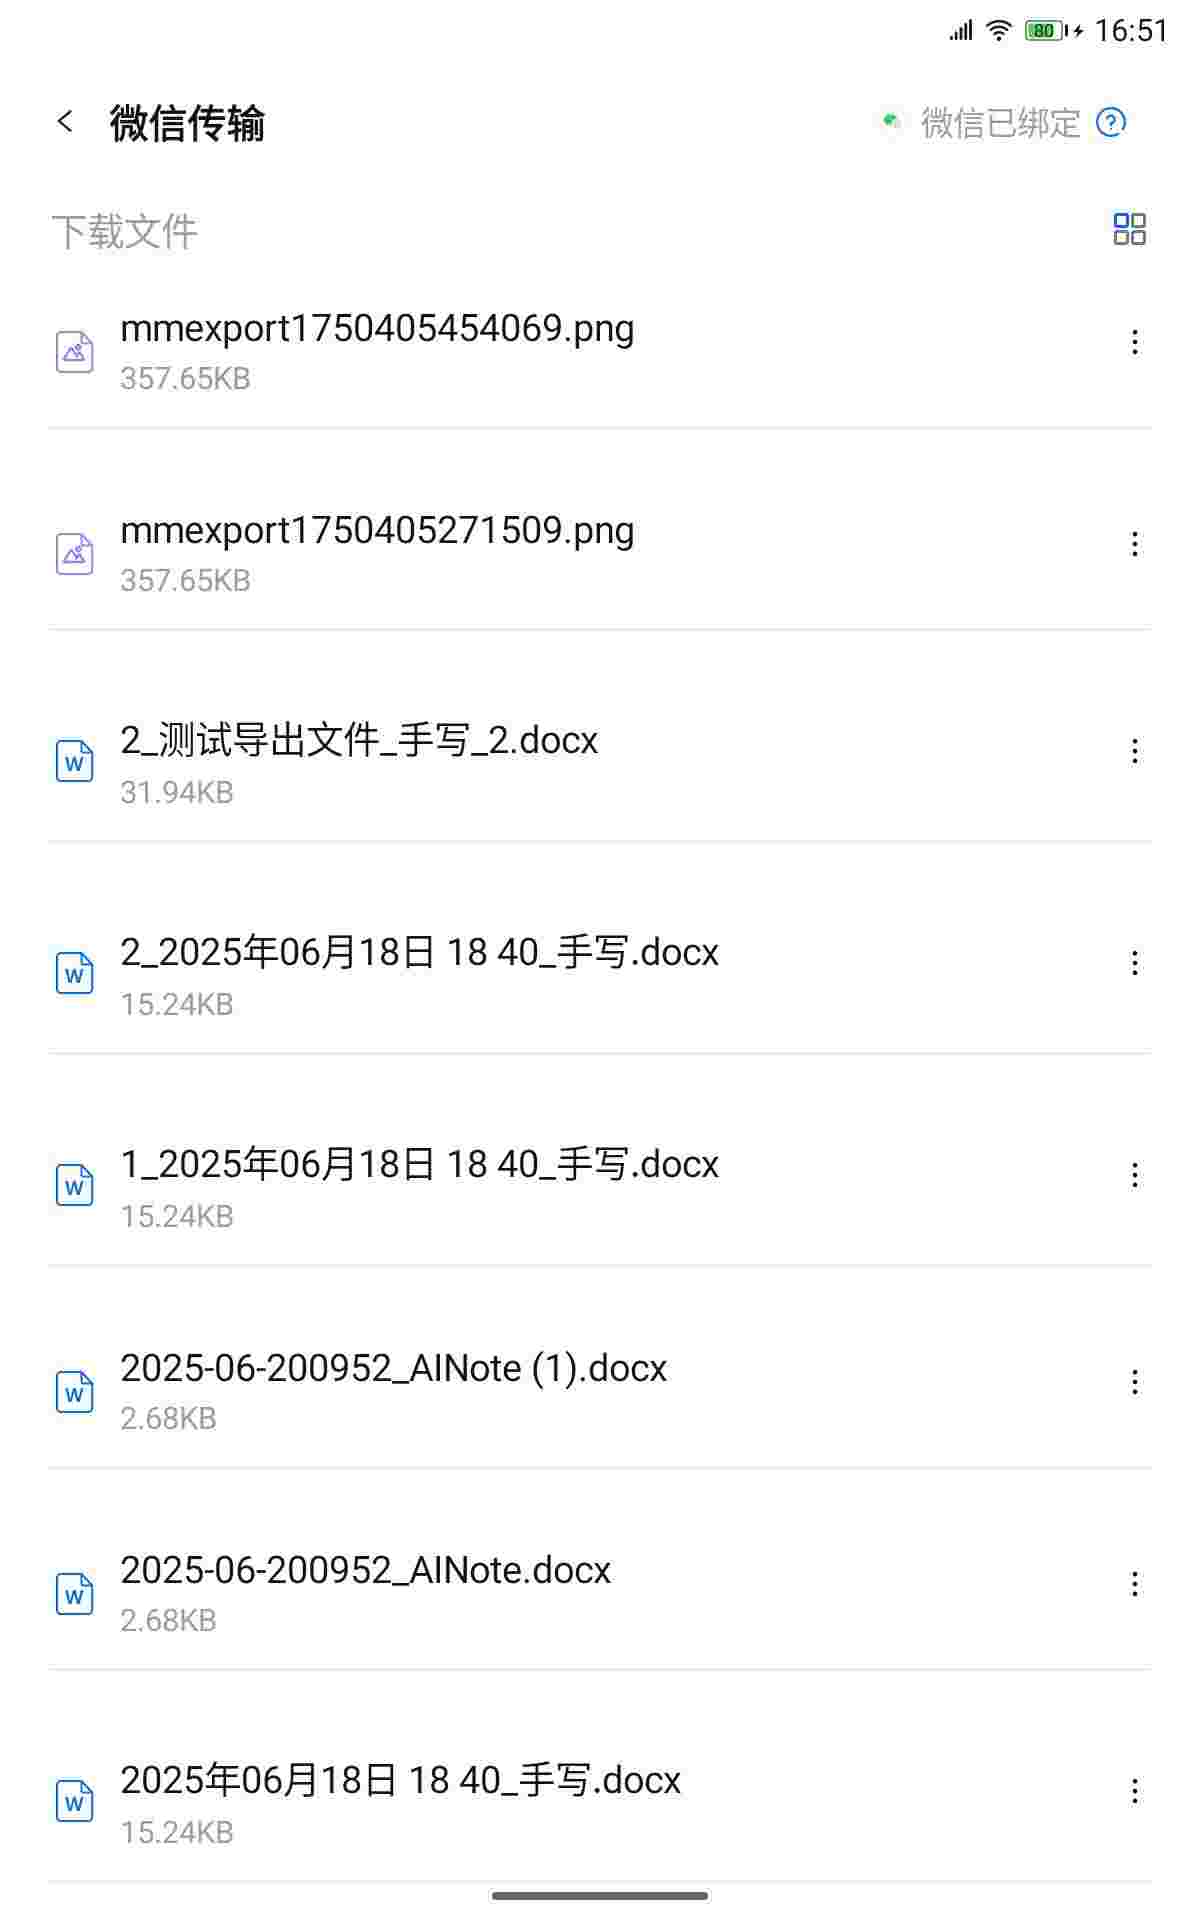 80 16:51
微信传输 微信已绑定 ?
下载文件
mmexport1750405454069.png
357.65KB
mmexport1750405271509.png
357.65KB
2_测试导出文件_手写_2.docx
W
31.94KB
2_2025年06月18日 18 40_手写.docx
W
15.24KB
1_2025年06月18日 18 40_手写.docx
W
15.24KB
2025-06-200952_AINote (1).docx
W
2.68KB
2025-06-200952_AINote.docx
W
2.68KB
2025年06月18日 18 40_手写.docx
W
15.24KB